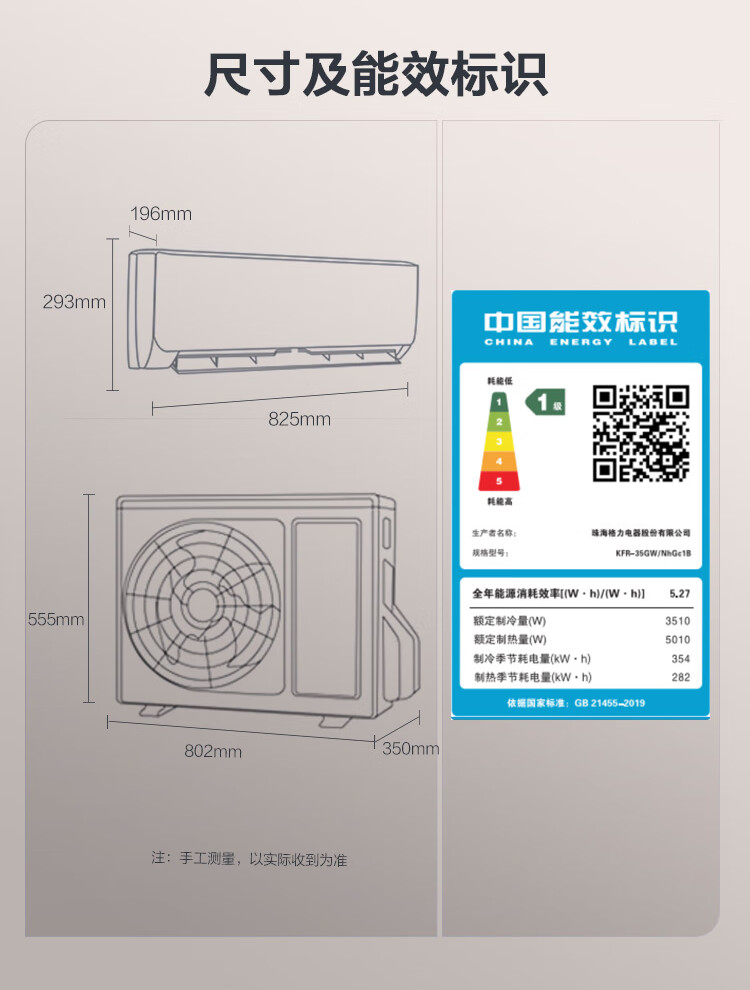 尺寸及能效标识
196mm
293mm
825mm
555mm
802mm
350mm
注：手工测量，以实际收到为准
中国能效标识
CHINA ENERGY LABEL
耗能低
1
1级
2
3
4
5
耗能高
生产者名称： 珠海格力电器股份有限公司
规格型号： KFR-35GW/NhGc1B
全年能源消耗效率[(W·h)/(W·h)] 5.27
额定制冷量(W) 3510
额定制热量(W) 5010
制冷季节耗电量(kW·h) 354
制热季节耗电量(kW·h) 282
依据国家标准：GB 21455-2019